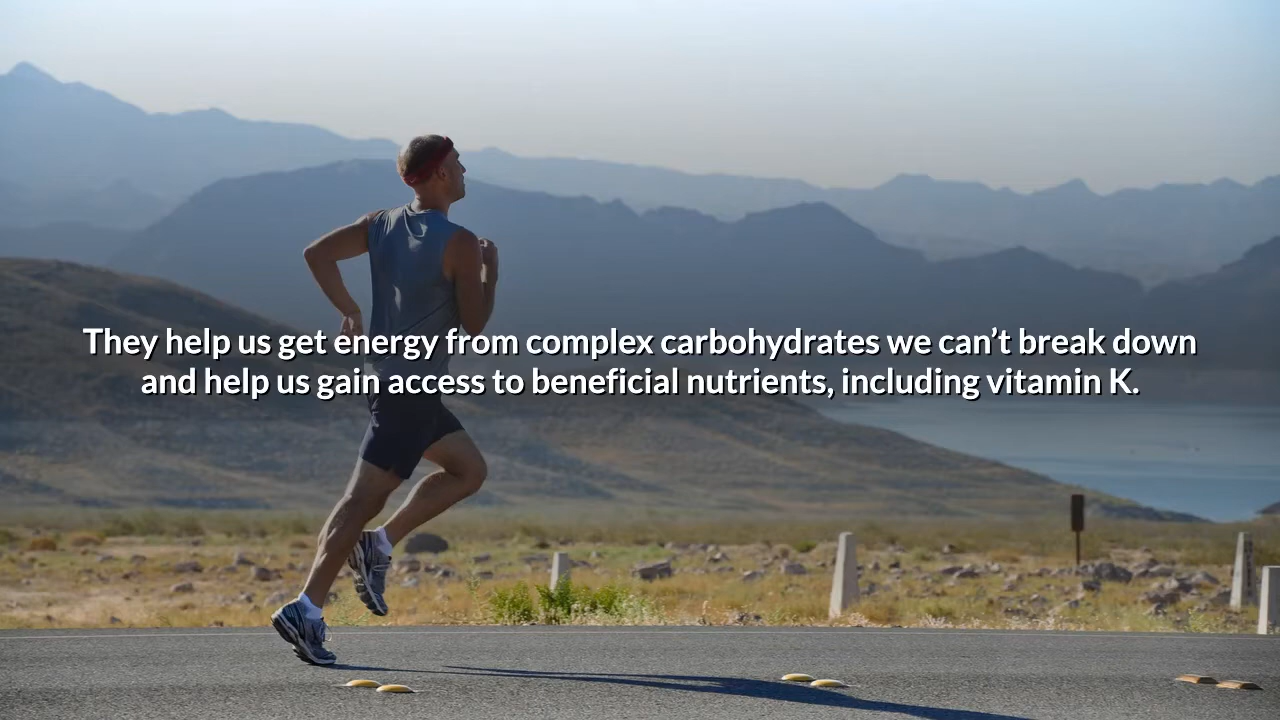 They help us get energy from complex carbohydrates we can’t break down
and help us gain access to beneficial nutrients, including vitamin K.